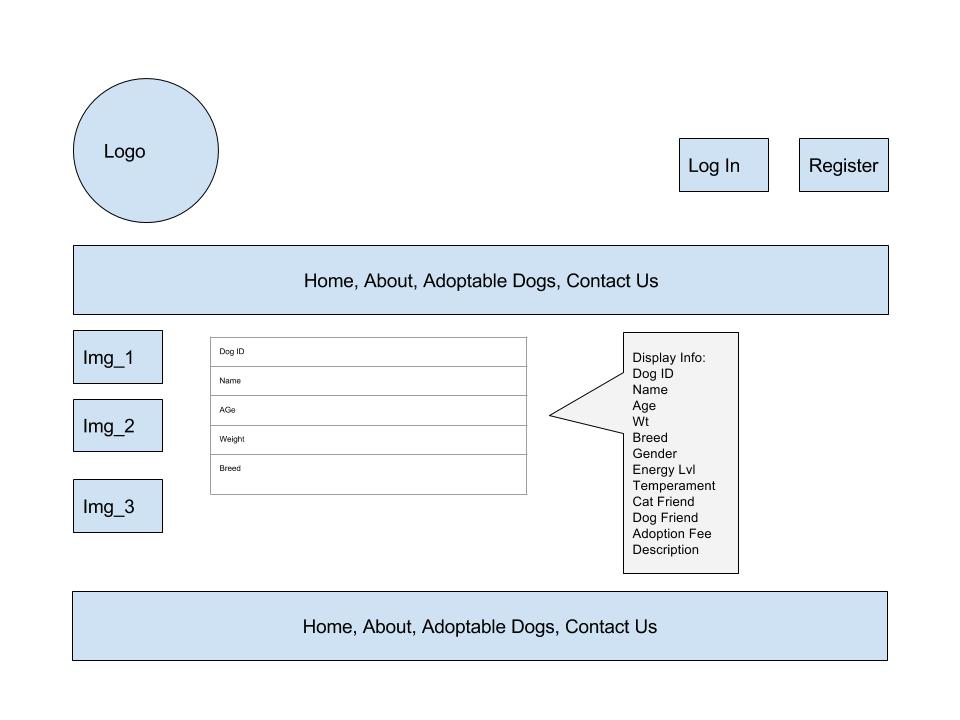 Logo
Log In
Register
Home, About, Adoptable Dogs, Contact Us
Img_1
Img_2
Img_3
Dog ID
Name
AGe
Weight
Breed
Display Info:
Dog ID
Name
Age
Wt
Breed
Gender
Energy Lvl
Temperament
Cat Friend
Dog Friend
Adoption Fee
Description
Home, About, Adoptable Dogs, Contact Us